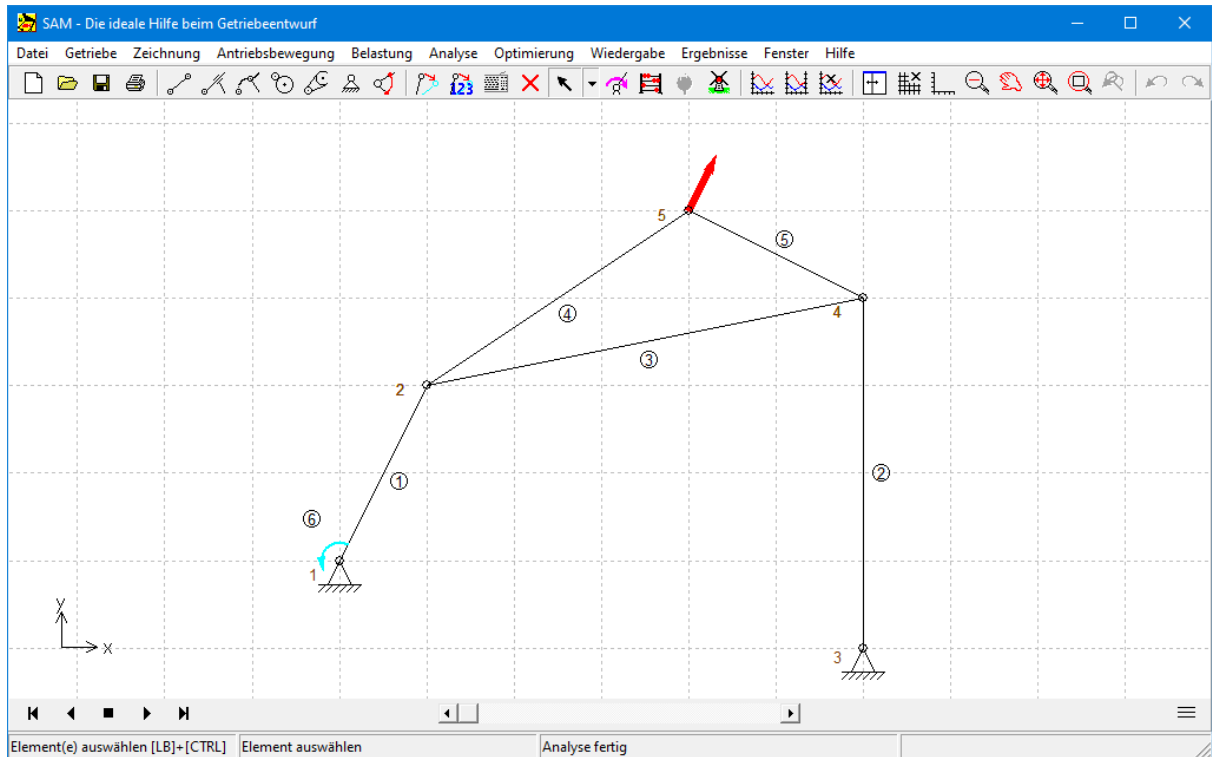 SAM - Die ideale Hilfe beim Getriebeentwurf
Datei Getriebe Zeichnung Antriebsbewegung Belastung Analyse Optimierung Wiedergabe Ergebnisse Fenster Hilfe
123
5
⑤
④
4
③
2
①
②
⑥
1
y
x
3
Element(e) auswählen [LB]+[CTRL] Element auswählen Analyse fertig